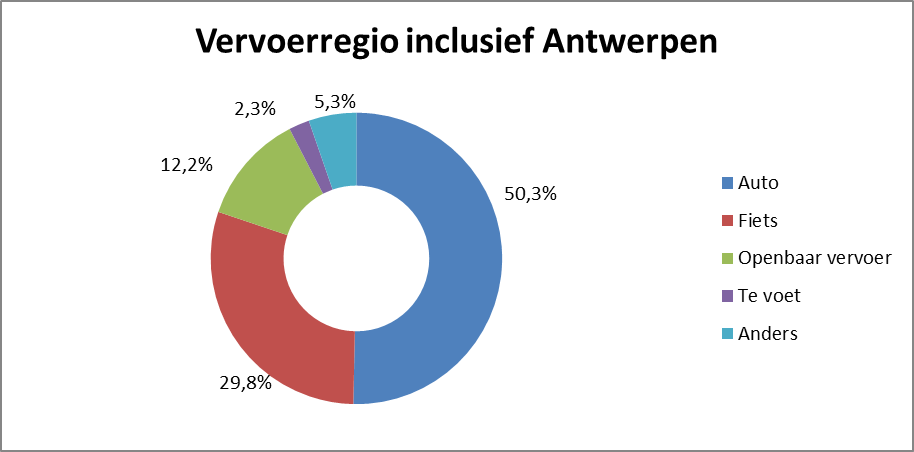 Vervoerregio inclusief Antwerpen
5,3%
2,3%
12,2%
50,3%
29,8%
Auto
Fiets
Openbaar vervoer
Te voet
Anders